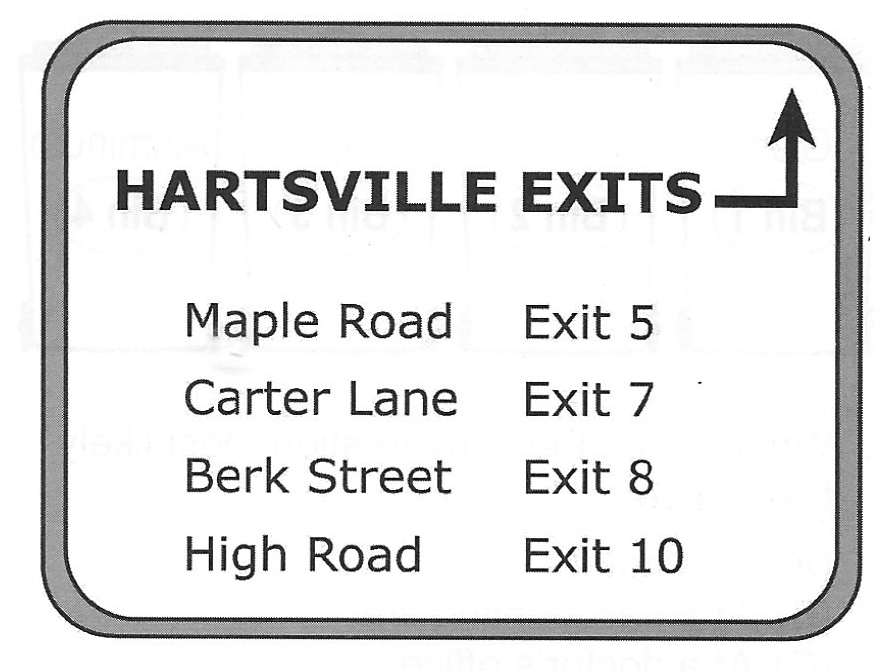 HARTSVILLE EXITS
Maple Road Exit 5
Carter Lane Exit 7
Berk Street Exit 8
High Road Exit 10